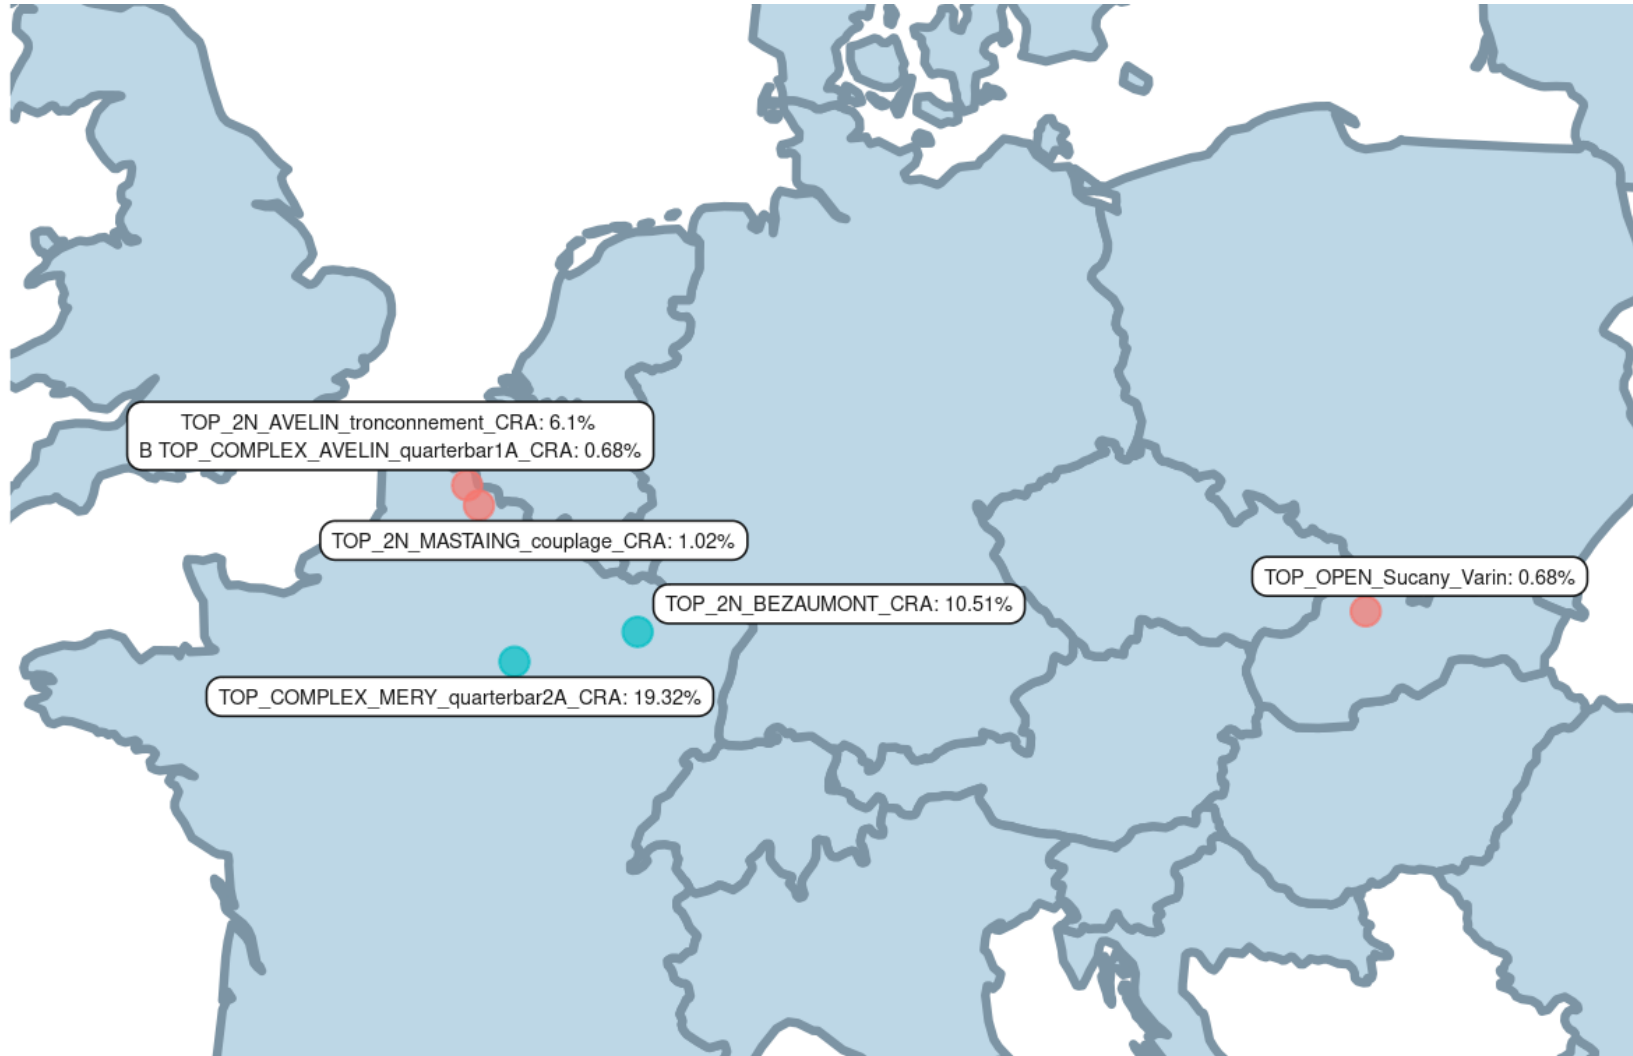 TOP_2N_AVELIN_tronconnement_CRA: 6.1%
B TOP_COMPLEX_AVELIN_quarterbar1A_CRA: 0.68%
TOP_2N_MASTAING_couplage_CRA: 1.02%
TOP_OPEN_Sucany_Varin: 0.68%
TOP_2N_BEZAUMONT_CRA: 10.51%
TOP_COMPLEX_MERY_quarterbar2A_CRA: 19.32%